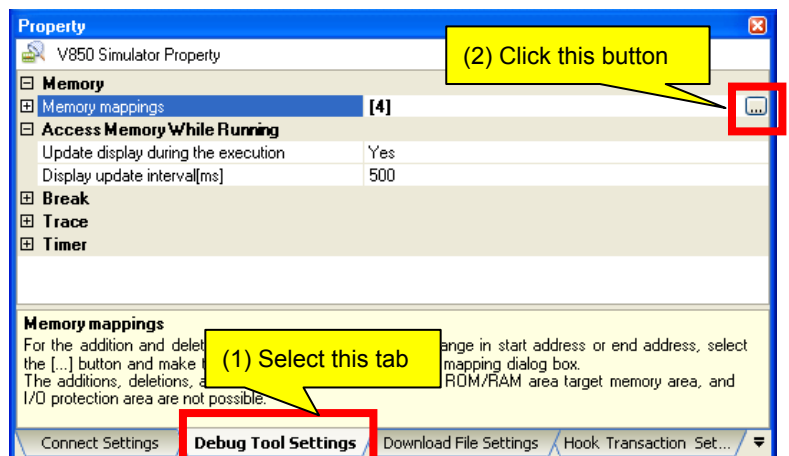 Property
V850 Simulator Property
(2) Click this button
Memory
Memory mappings [4] ...
Access Memory While Running
Update display during the execution Yes
Display update interval[ms] 500
Break
Trace
Timer
Memory mappings
For the addition and delet ange in start address or end address, select
the [...] button and make t mapping dialog box.
The additions, deletions, a ROM/RAM area target memory area, and
I/O protection area are not possible.
(1) Select this tab
Connect Settings Debug Tool Settings Download File Settings Hook Transaction Set...